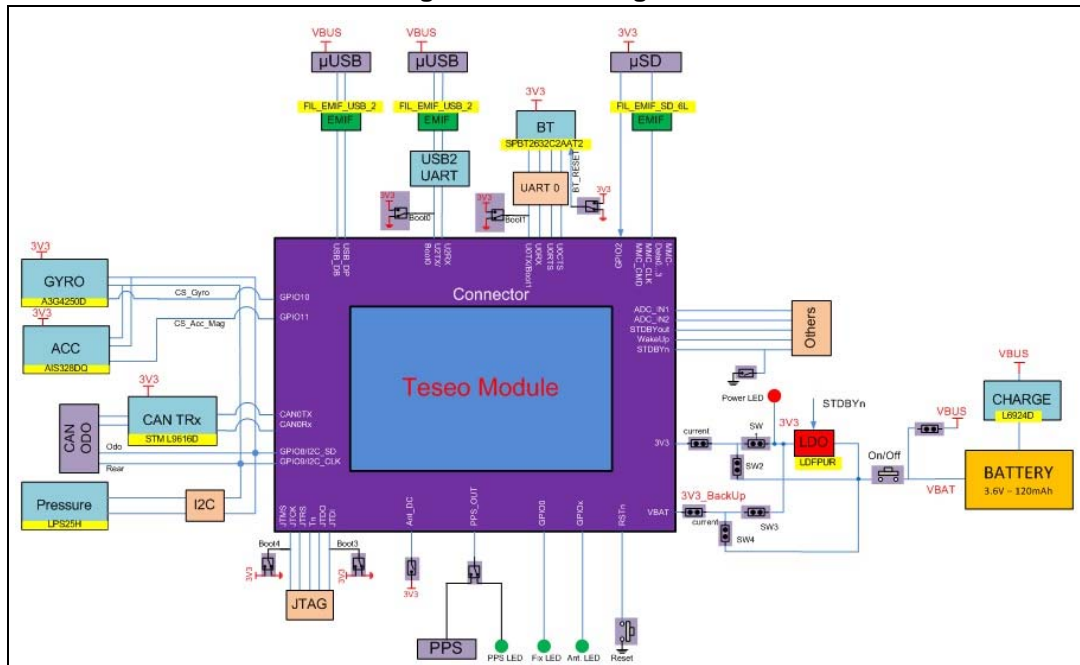 VBUS
VBUS
3V3
µUSB
µUSB
µSD
FIL_EMIF_USB_2
FIL_EMIF_USB_2
FIL_EMIF_SD_6L
EMIF
EMIF
EMIF
3V3
BT
SPBT2632C2AAT2
BT_RESET
USB2
UART
UART 0
3V3
Boot0
3V3
Boot1
3V3
USB_DB
USB_DP
U2TX/
Boot0
U2RX
U0TX/Boot1
U0RX
U0RTS
U0CTS
GPIO2
MMC_CMD
MMC_CLK
MMC-
3V3
GYRO
A3G4250D
CS_Gyro
GPIO10
3V3
ACC
AIS328DQ
CS_Acc_Mag
GPIO11
3V3
CAN TRx
STM L9616D
CAN
ODO
Odo
Rear
CAN0TX
CAN0Rx
GPIO8/I2C_SD
GPIO9/I2C_CLK
Pressure
LPS25H
I2C
Connector
Teseo Module
ADC_IN1
ADC_IN2
STDBYout
WakeUp
STDBYn
Others
Power LED
STDBYn
3V3
current
SW
SW2
3V3
LDO
LDFPUR
On/Off
VBUS
VBUS
CHARGE
L6924D
BATTERY
3.6V – 120mAh
VBAT
VBAT
3V3_BackUp
current
SW3
SW4
JTMS
JTCK
JTRS
Tn
JTDO
JTDI
Ant_DC
PPS_OUT
GPIO0
GPIOx
RSTn
Boot4
3V3
Boot3
3V3
JTAG
3V3
PPS
PPS LED
Fix LED
Ant. LED
Reset